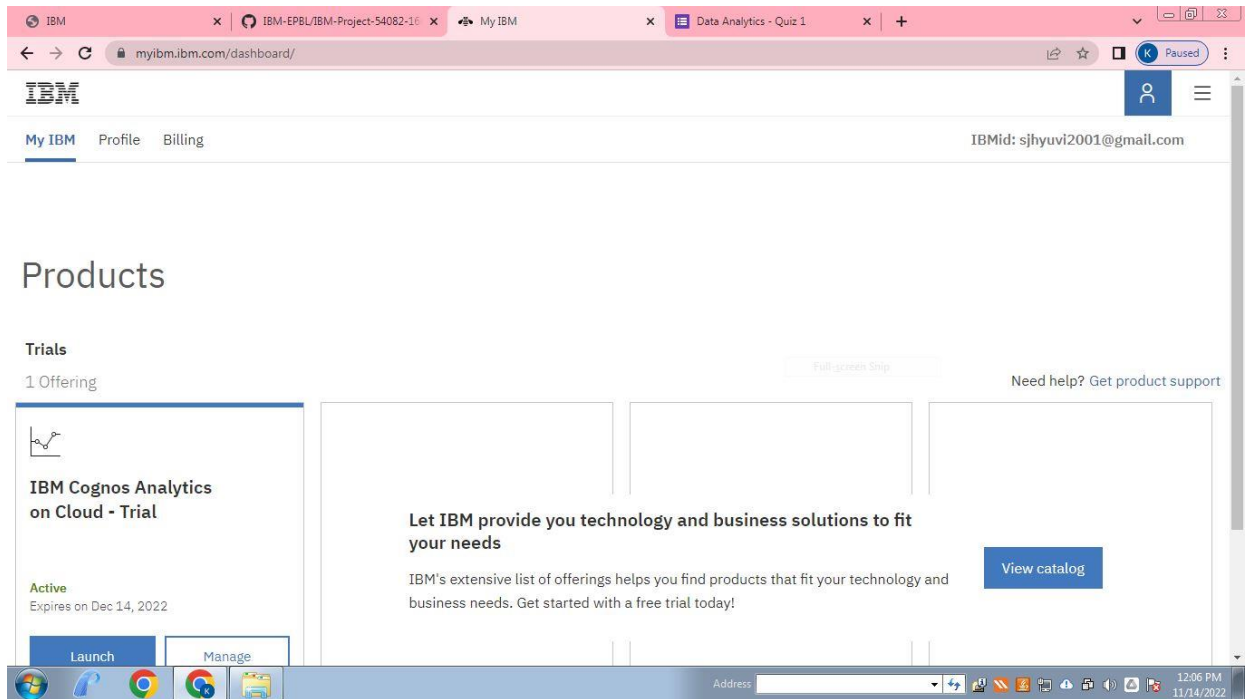 IBM
IBM-EPBL/IBM-Project-54082-16
My IBM
Data Analytics - Quiz 1
myibm.ibm.com/dashboard/
K Paused
IBM
My IBM Profile Billing
IBMid: sjhyuvi2001@gmail.com
Products
Trials
Full-screen Snip
1 Offering
Need help? Get product support
IBM Cognos Analytics
on Cloud - Trial
Let IBM provide you technology and business solutions to fit
your needs
View catalog
IBM's extensive list of offerings helps you find products that fit your technology and
business needs. Get started with a free trial today!
Active
Expires on Dec 14, 2022
Launch Manage
Address
12:06 PM
11/14/2022